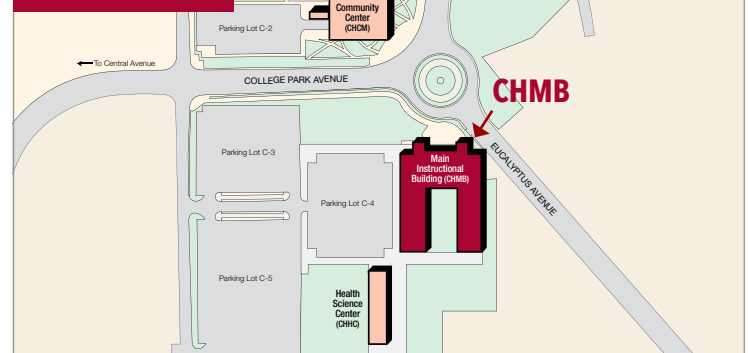 Community
Center
(CHCM)
Parking Lot C-2
To Central Avenue
COLLEGE PARK AVENUE
CHMB
Parking Lot C-3
Main
Instructional
Building (CHMB)
EUCALYPTUS AVENUE
Parking Lot C-4
Parking Lot C-5
Health
Science
Center
(CHHC)